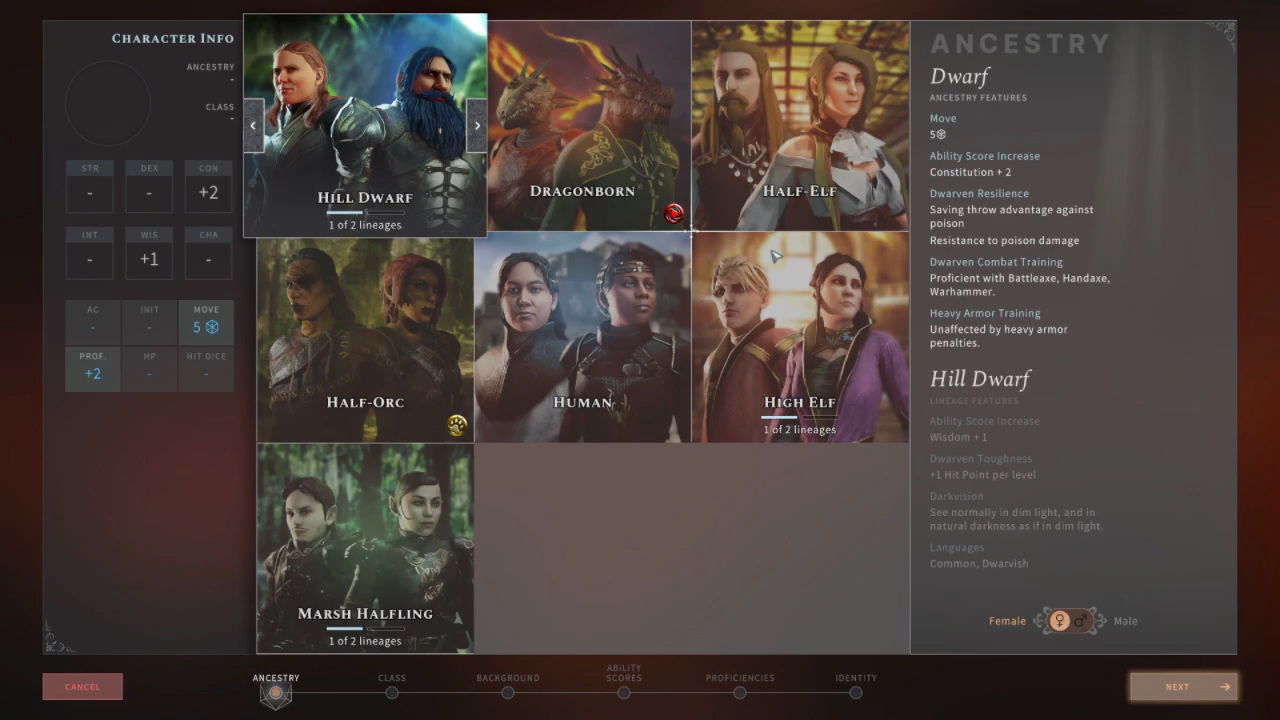 CHARACTER INFO
ANCESTRY
-
CLASS
-
STR
DEX
CON
-
-
+2
INT
WIS
CHA
-
+1
-
AC
INIT
MOVE
-
-
5
PROF.
HP
HIT DICE
+2
-
-
HILL DWARF
1 of 2 lineages
DRAGONBORN
HALF-ELF
HALF-ORC
HUMAN
HIGH ELF
1 of 2 lineages
MARSH HALFLING
1 of 2 lineages
ANCESTRY
Dwarf
ANCESTRY FEATURES
Move
5
Ability Score Increase
Constitution + 2
Dwarven Resilience
Saving throw advantage against
poison
Resistance to poison damage
Dwarven Combat Training
Proficient with Battleaxe, Handaxe,
Warhammer.
Heavy Armor Training
Unaffected by heavy armor
penalties.
Hill Dwarf
LINEAGE FEATURES
Ability Score Increase
Wisdom + 1
Dwarven Toughness
+1 Hit Point per level
Darkvision
See normally in dim light, and in
natural darkness as if in dim light.
Languages
Common, Dwarvish
Female
Male
CANCEL
ANCESTRY
CLASS
BACKGROUND
ABILITY
SCORES
PROFICIENCIES
IDENTITY
NEXT